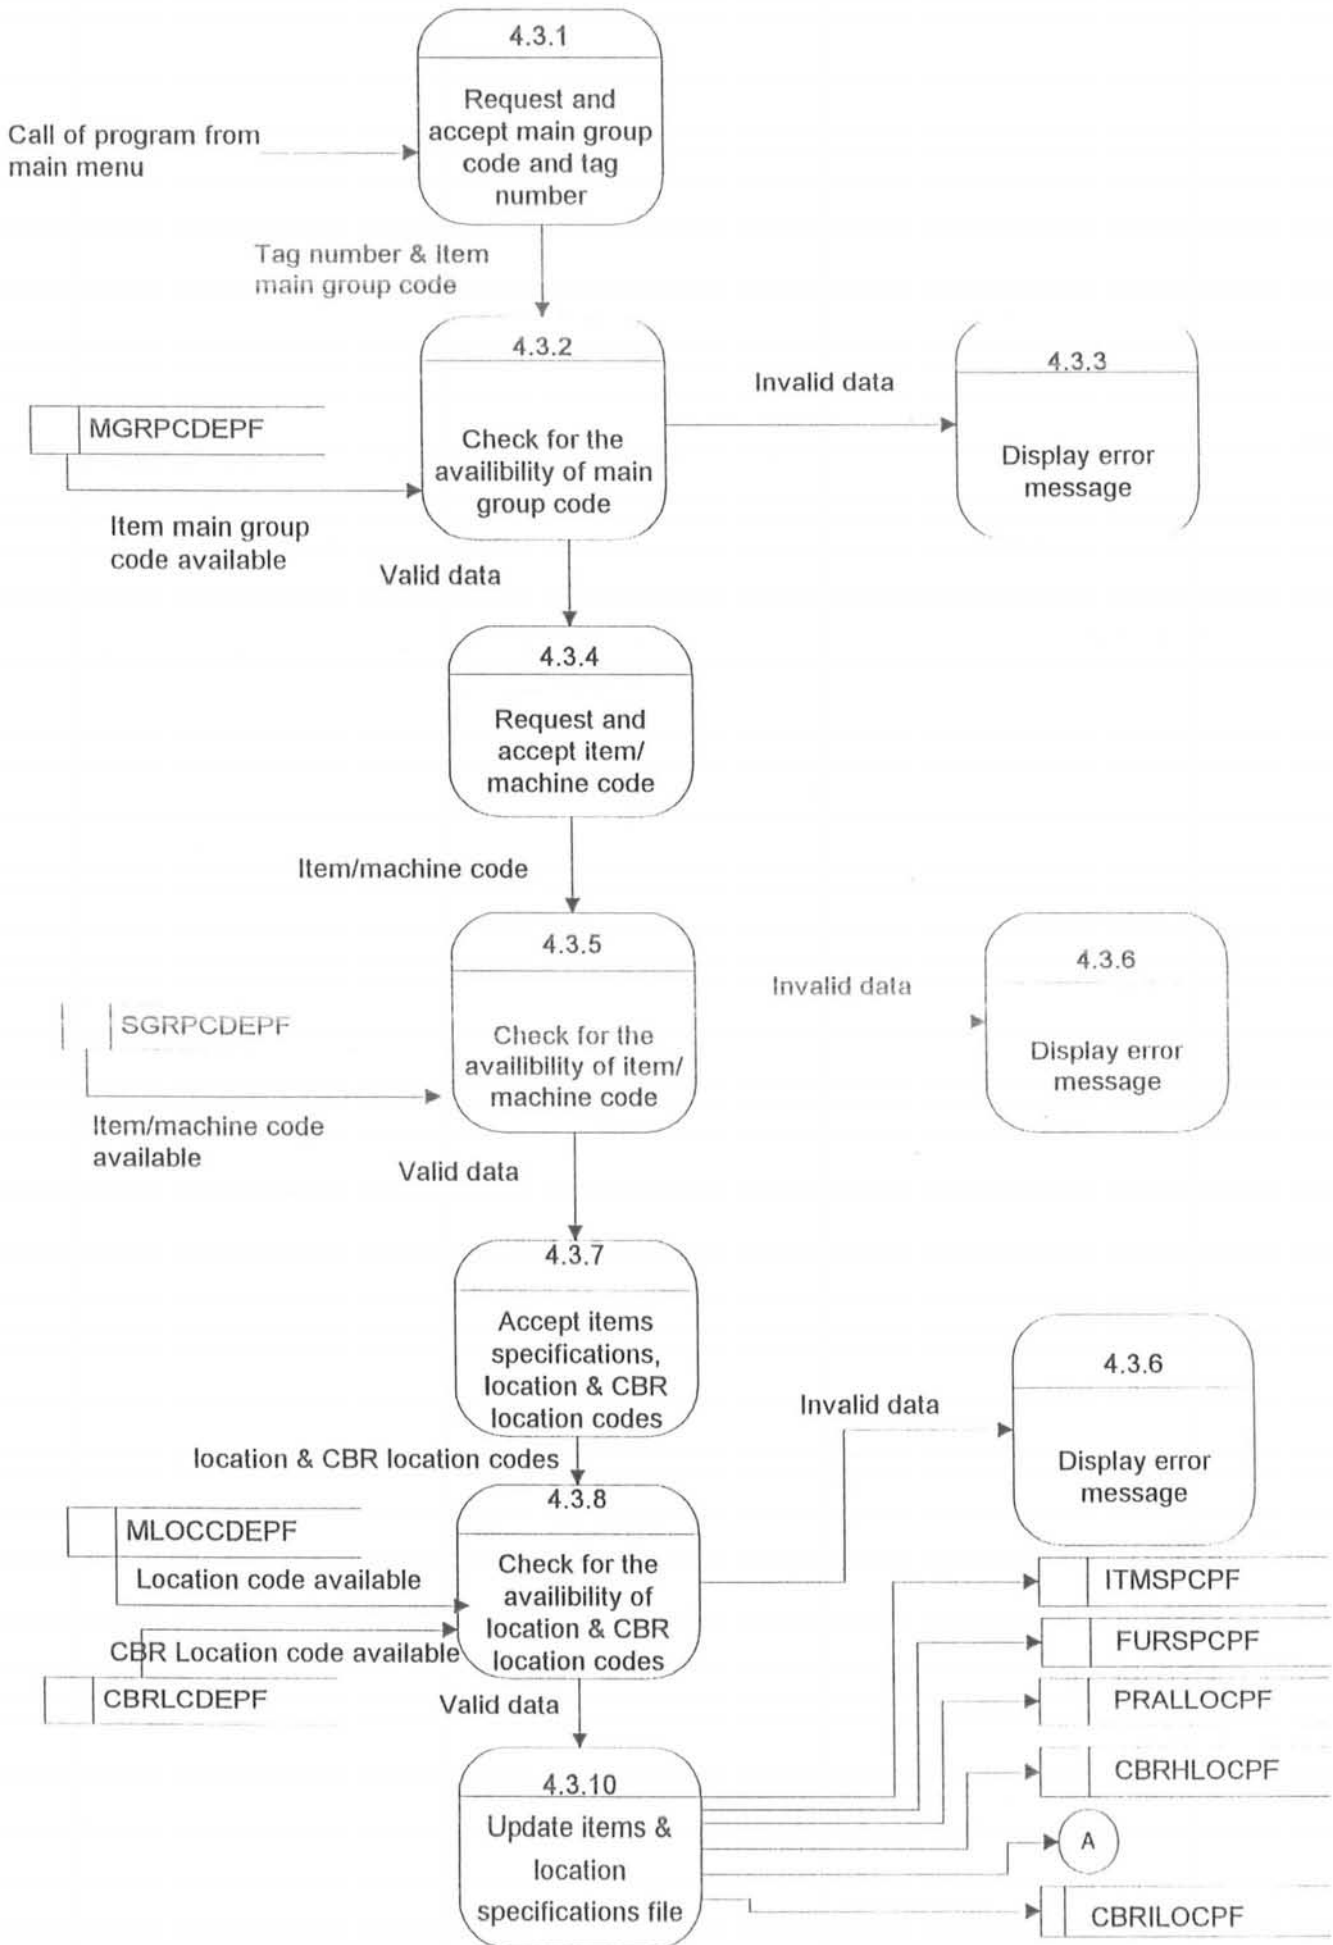 4.3.1
Request and
accept main group
code and tag
number
Call of program from
main menu
Tag number & Item
main group code
4.3.2
Check for the
availibility of main
group code
Invalid data
4.3.3
Display error
message
MGRPCDEPF
Item main group
code available
Valid data
4.3.4
Request and
accept item/
machine code
Item/machine code
4.3.5
Check for the
availibility of item/
machine code
Invalid data
4.3.6
Display error
message
SGRPCDEPF
Item/machine code
available
Valid data
4.3.7
Accept items
specifications,
location & CBR
location codes
location & CBR location codes
4.3.8
Check for the
availibility of
location & CBR
location codes
Invalid data
4.3.6
Display error
message
MLOCCDEPF
Location code available
CBR Location code available
CBRLCDEPF
Valid data
4.3.10
Update items &
location
specifications file
ITMSPCPF
FURSPCPF
PRALLOCPF
CBRHLOCPF
A
CBRILOCPF